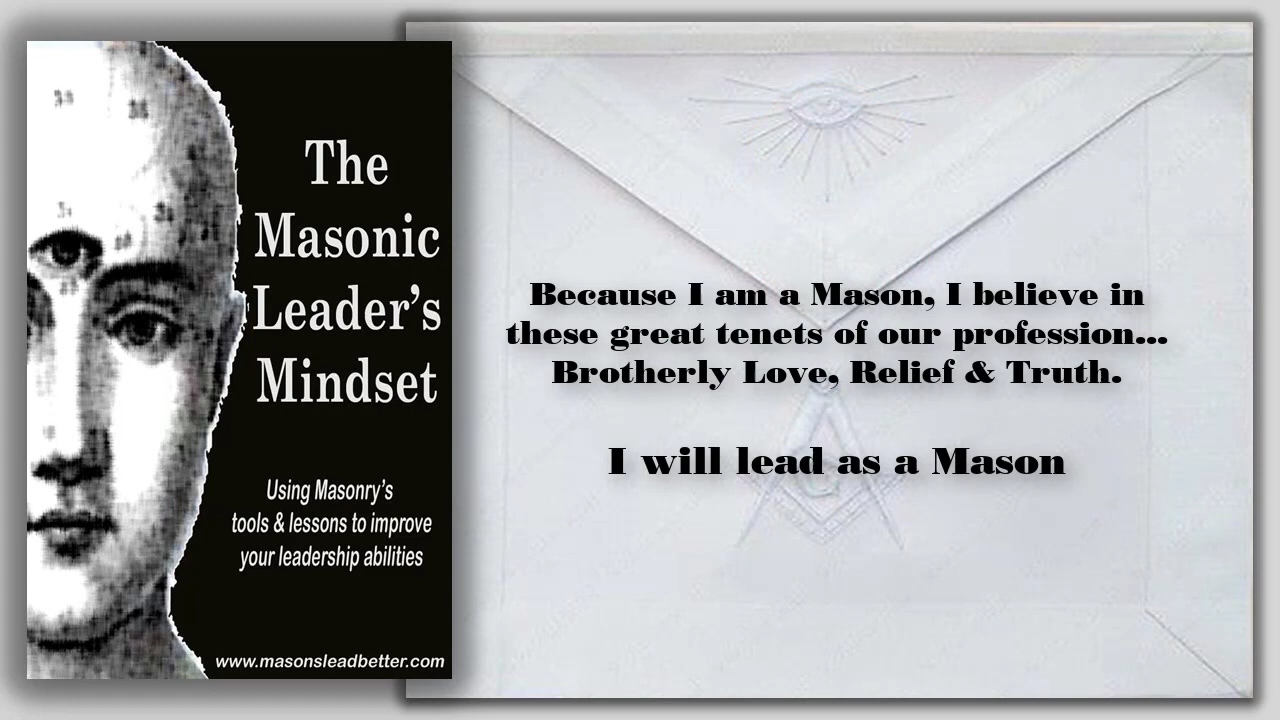 The
Masonic
Leader's
Mindset
Using Masonry's
tools & lessons to improve
your leadership abilities
www.masonsleadbetter.com
Because I am a Mason, I believe in
these great tenets of our profession...
Brotherly Love, Relief & Truth.
I will lead as a Mason